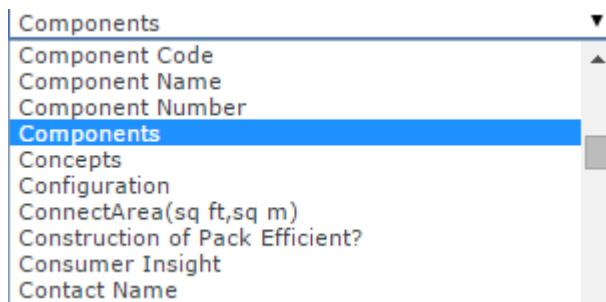 Components
Component Code
Component Name
Component Number
Components
Concepts
Configuration
ConnectArea(sq ft,sq m)
Construction of Pack Efficient?
Consumer Insight
Contact Name